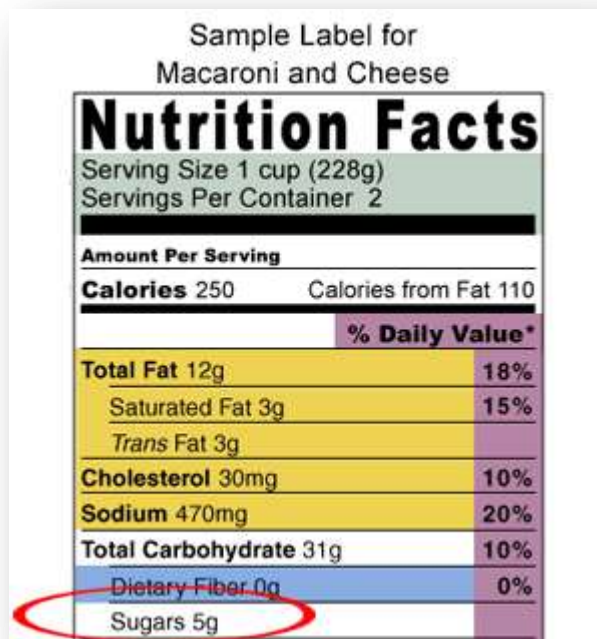 Sample Label for
Macaroni and Cheese
Nutrition Facts
Serving Size 1 cup (228g)
Servings Per Container 2
Amount Per Serving
Calories 250 Calories from Fat 110
% Daily Value*
Total Fat 12g 18%
Saturated Fat 3g 15%
Trans Fat 3g
Cholesterol 30mg 10%
Sodium 470mg 20%
Total Carbohydrate 31g 10%
Dietary Fiber 0g 0%
Sugars 5g